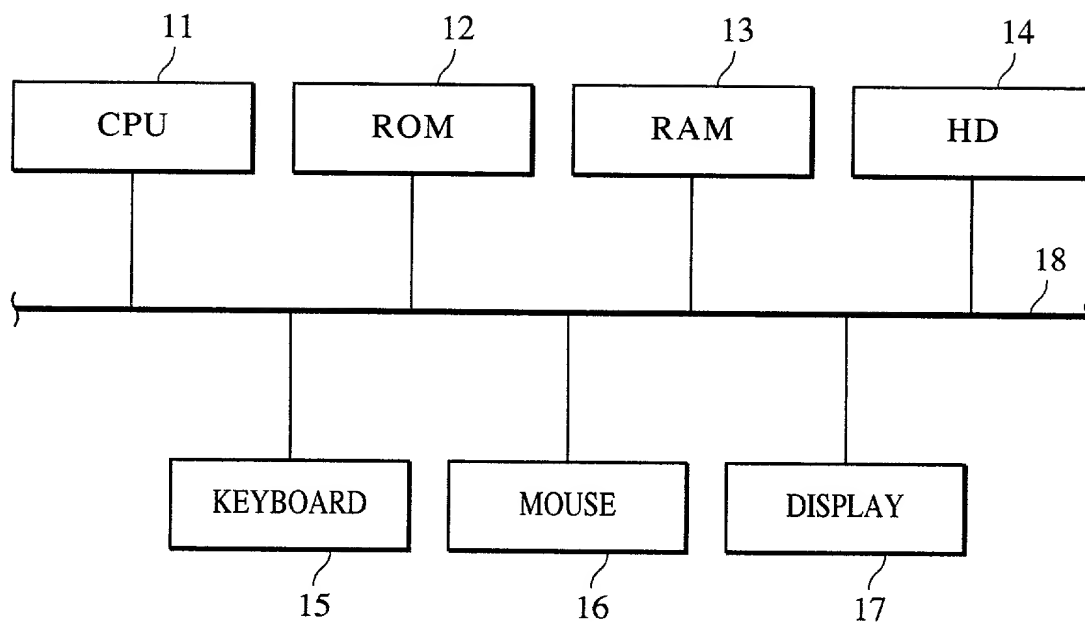 11 12 13 14
CPU ROM RAM HD
18
KEYBOARD MOUSE DISPLAY
15 16 17